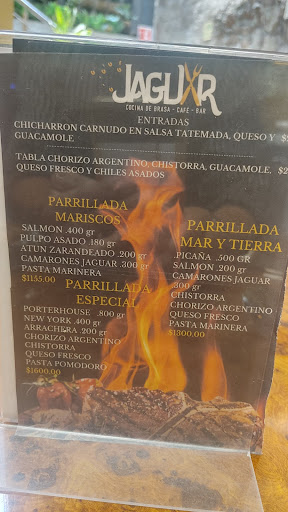 JAGUXR
COCINA DE BRASA - CAFE - BAR
ENTRADAS
CHICHARRON CARNUDO EN SALSA TATEMADA, QUESO Y
GUACAMOLE
TABLA CHORIZO ARGENTINO, CHISTORRA, GUACAMOLE,
QUESO FRESCO Y CHILES ASADOS
PARRILLADA
MARISCOS
SALMON .400 gr
PULPO ASADO .180 gr
ATUN ZARANDEADO .200 gr
CAMARONES JAGUAR .300 gr
PASTA MARINERA
$1155.00
PARRILLADA
ESPECIAL
PORTERHOUSE .800 gr
NEW YORK .400 gr
ARRACHERA .200 gr
CHORIZO ARGENTINO
CHISTORRA
QUESO FRESCO
PASTA POMODORO
$1600.00
PARRILLADA
MAR Y TIERRA
PICAÑA .500 GR
SALMON .200 gr
CAMARONES JAGUAR
.300 gr
CHISTORRA
CHORIZO ARGENTINO
QUESO FRESCO
PASTA MARINERA
$1300.00